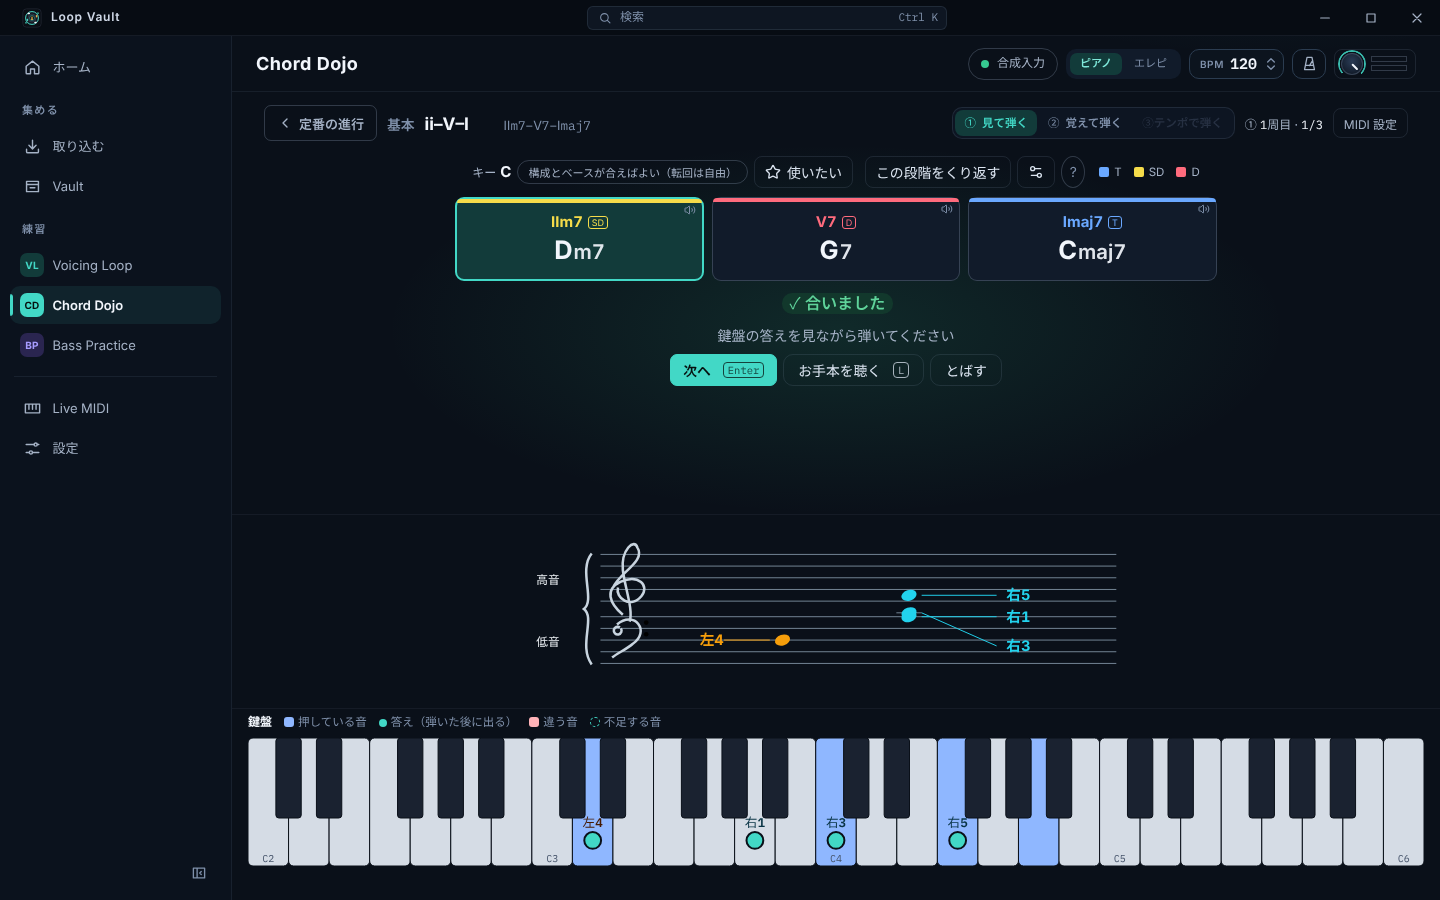 Loop Vault
検索
Ctrl K
ホーム
集める
取り込む
Vault
練習
VL Voicing Loop
CD Chord Dojo
BP Bass Practice
Live MIDI
設定
Chord Dojo
合成入力
ピアノ エレピ
BPM 120
定番の進行
基本 ii–V–I
IIm7–V7–Imaj7
① 見て弾く ② 覚えて弾く ③テンポで弾く
① 1周目 · 1/3
MIDI 設定
キー C
構成とベースが合えばよい（転回は自由）
使いたい
この段階をくり返す
?
T SD D
IIm7 SD
Dm7
V7 D
G7
Imaj7 T
Cmaj7
✓ 合いました
鍵盤の答えを見ながら弾いてください
次へ Enter
お手本を聴く L
とばす
高音
低音
左4
右5
右1
右3
鍵盤 押している音 答え（弾いた後に出る） 違う音 不足する音
左4 右1 右3 右5
C2 C3 C4 C5 C6